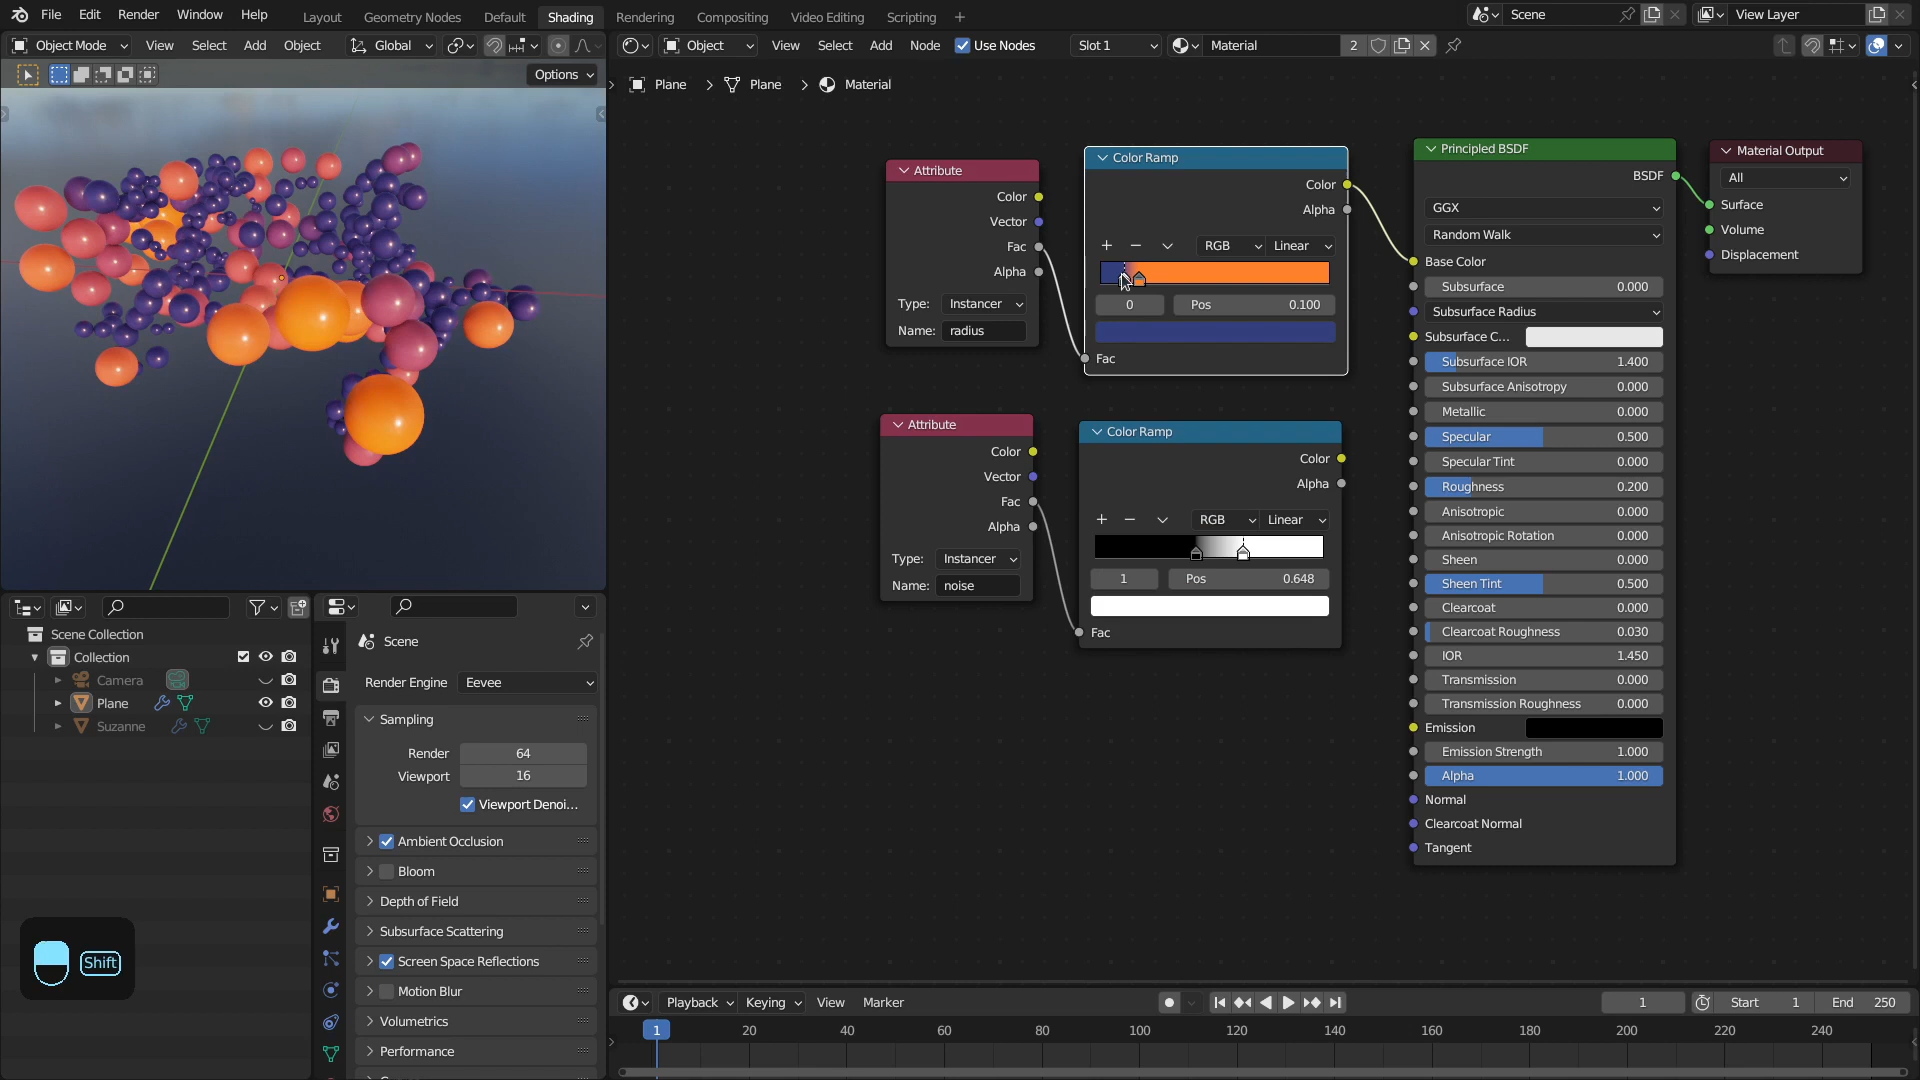 File Edit Render Window Help Layout Geometry Nodes Default Shading Rendering Compositing Video Editing Scripting + Scene View Layer
Object Mode View Select Add Object Global
Object View Select Add Node Use Nodes Slot 1 Material 2
Options
Plane > Plane > Material
Attribute
Color
Vector
Fac
Alpha
Type: Instancer
Name: radius
Color Ramp
Color
Alpha
+ − RGB Linear
0 Pos 0.100
Fac
Attribute
Color
Vector
Fac
Alpha
Type: Instancer
Name: noise
Color Ramp
Color
Alpha
+ − RGB Linear
1 Pos 0.648
Fac
Principled BSDF
BSDF
GGX
Random Walk
Base Color
Subsurface 0.000
Subsurface Radius
Subsurface C...
Subsurface IOR 1.400
Subsurface Anisotropy 0.000
Metallic 0.000
Specular 0.500
Specular Tint 0.000
Roughness 0.200
Anisotropic 0.000
Anisotropic Rotation 0.000
Sheen 0.000
Sheen Tint 0.500
Clearcoat 0.000
Clearcoat Roughness 0.030
IOR 1.450
Transmission 0.000
Transmission Roughness 0.000
Emission
Emission Strength 1.000
Alpha 1.000
Normal
Clearcoat Normal
Tangent
Material Output
All
Surface
Volume
Displacement
Scene Collection
Collection
Camera
Plane
Suzanne
Shift
Scene
Render Engine Eevee
Sampling
Render 64
Viewport 16
Viewport Denoi...
Ambient Occlusion
Bloom
Depth of Field
Subsurface Scattering
Screen Space Reflections
Motion Blur
Volumetrics
Performance
Playback Keying View Marker 1 Start 1 End 250
1 20 40 60 80 100 120 140 160 180 200 220 240